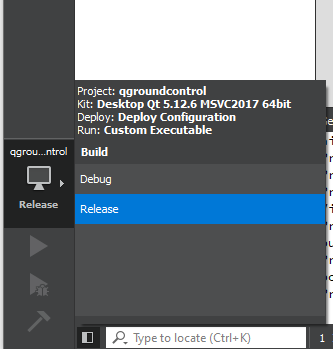 Project: qgroundcontrol
Kit: Desktop Qt 5.12.6 MSVC2017 64bit
Deploy: Deploy Configuration
Run: Custom Executable
qgrou...ntrol
Build
Debug
Release
Release
Type to locate (Ctrl+K)
1